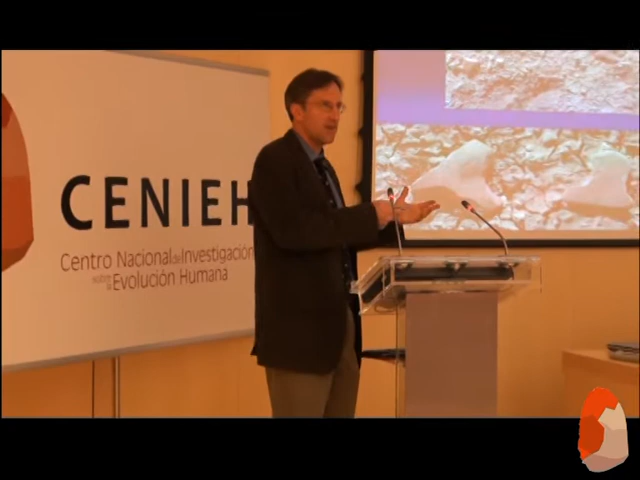 CENIEH
Centro Nacional de Investigación
sobre la Evolución Humana